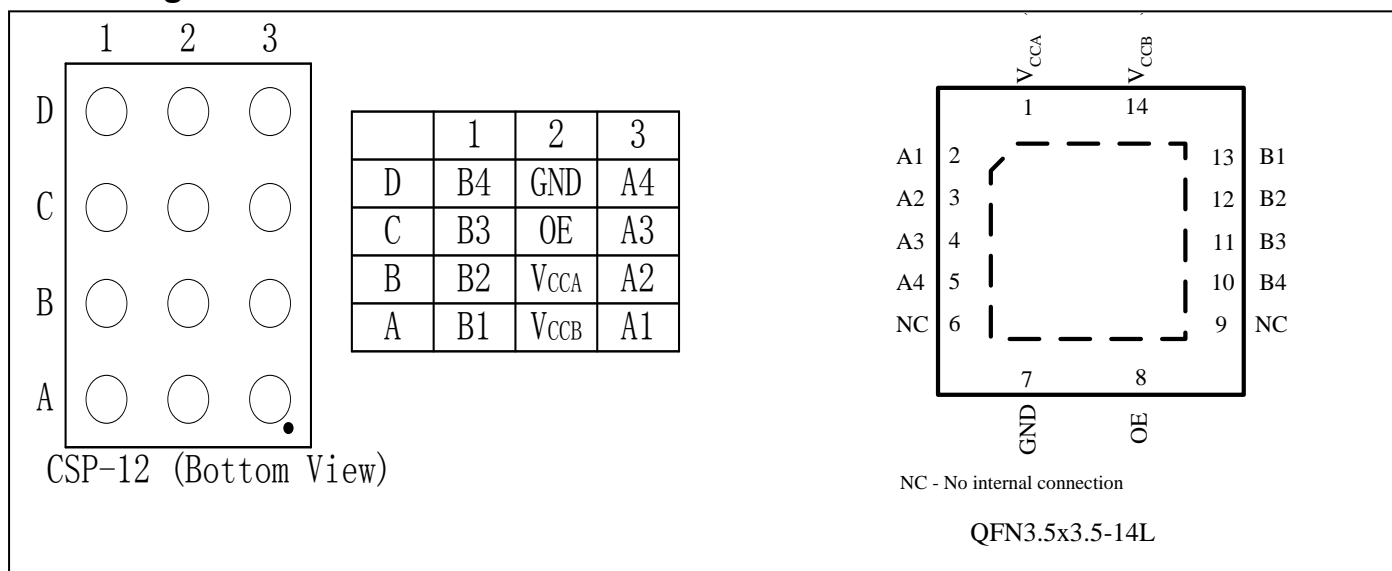 1 2 3
D
C
B
A
CSP-12 (Bottom View)
1 2 3
D B4 GND A4
C B3 OE A3
B B2 VCCA A2
A B1 VCCB A1
VCCA VCCB
1 14
A1 2 13 B1
A2 3 12 B2
A3 4 11 B3
A4 5 10 B4
NC 6 9 NC
7 8
GND OE
NC - No internal connection
QFN3.5x3.5-14L